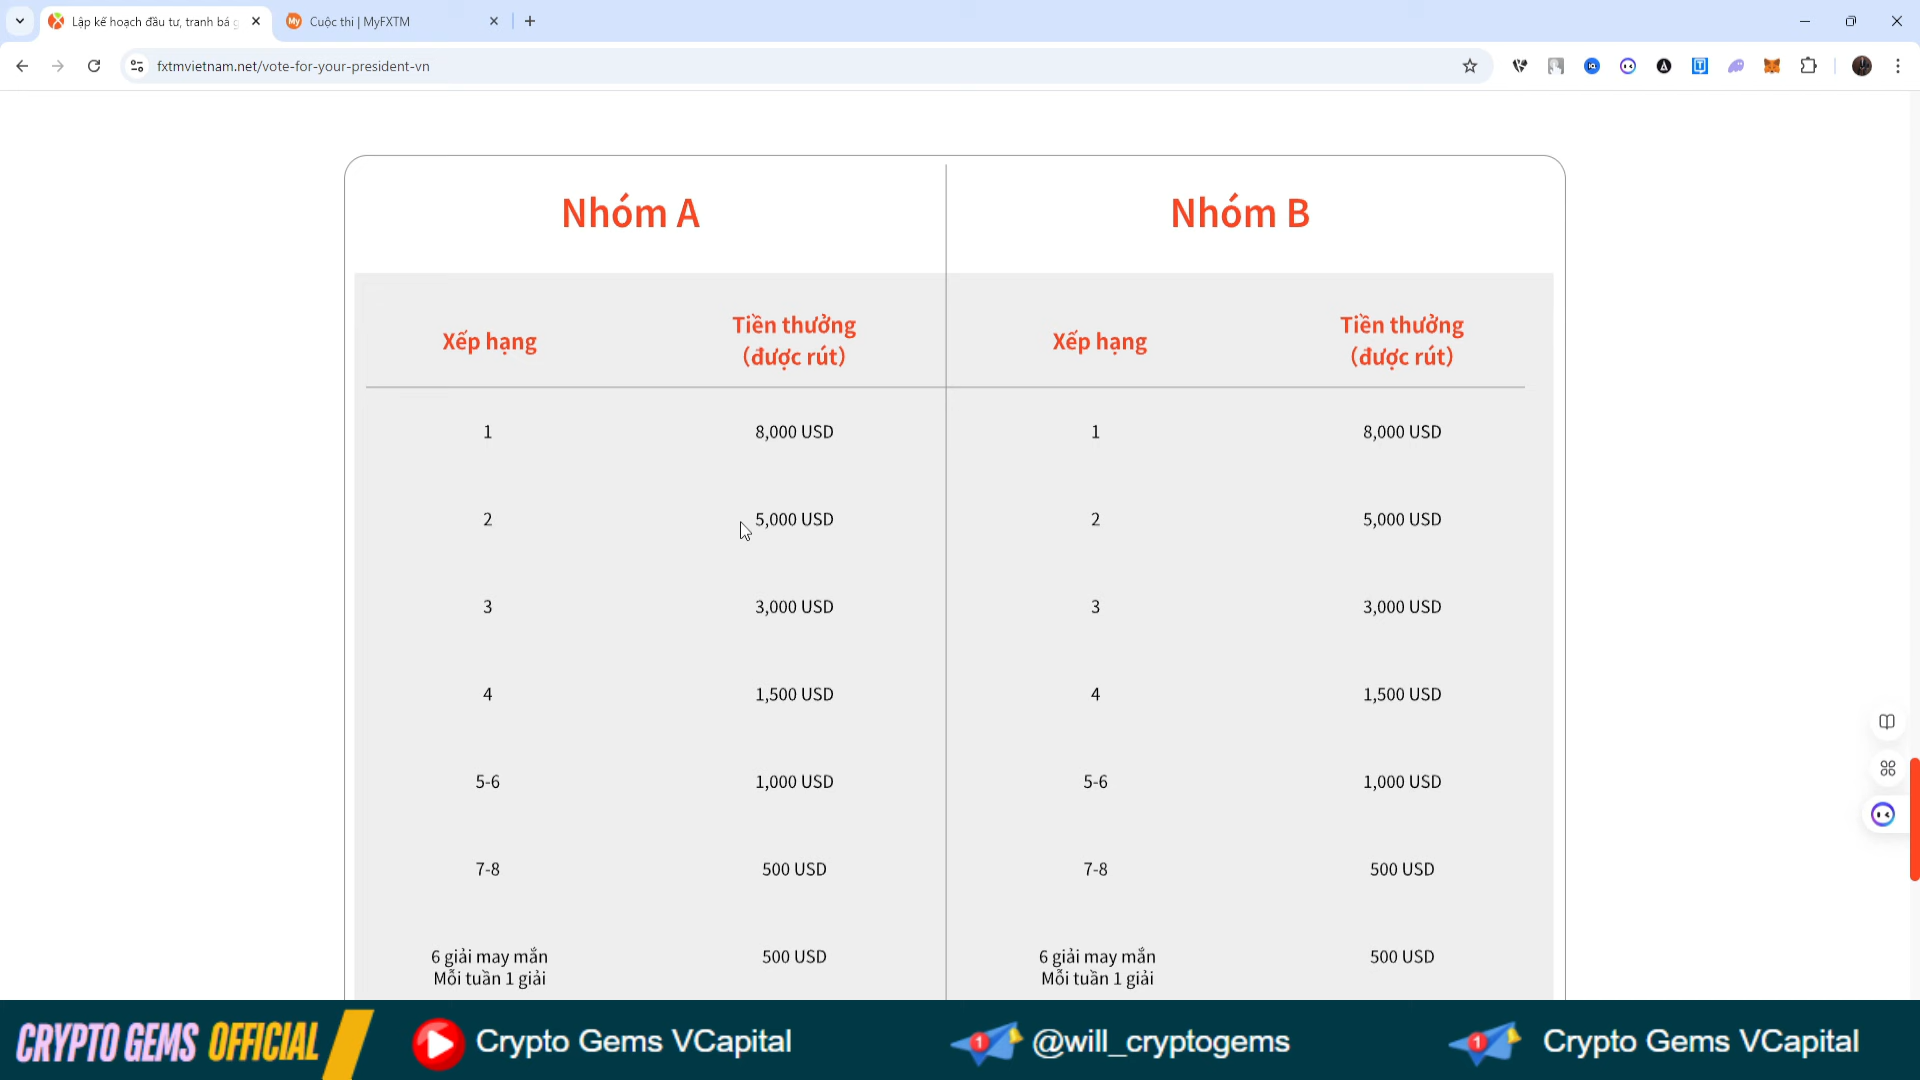 Lập kế hoạch đầu tư, tranh bá g
Cuộc thi | MyFXTM
fxtmvietnam.net/vote-for-your-president-vn
Nhóm A
Nhóm B
Xếp hạng
Tiền thưởng
(được rút)
Xếp hạng
Tiền thưởng
(được rút)
1 8,000 USD 1 8,000 USD
2 5,000 USD 2 5,000 USD
3 3,000 USD 3 3,000 USD
4 1,500 USD 4 1,500 USD
5-6 1,000 USD 5-6 1,000 USD
7-8 500 USD 7-8 500 USD
6 giải may mắn 500 USD 6 giải may mắn 500 USD
Mỗi tuần 1 giải Mỗi tuần 1 giải
CRYPTO GEMS OFFICIAL Crypto Gems VCapital 1 @will_cryptogems 1 Crypto Gems VCapital